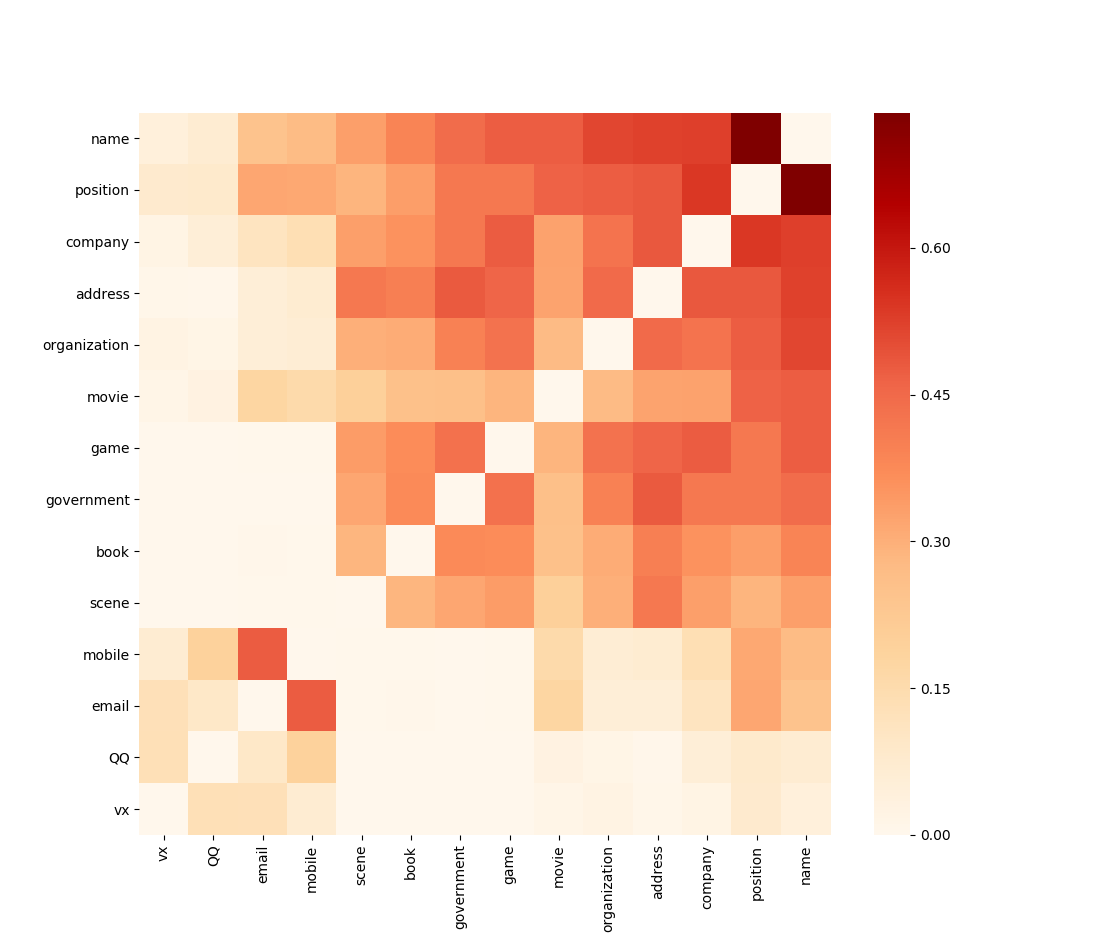 name
position
company
address
organization
movie
game
government
book
scene
mobile
email
QQ
vx
vx
QQ
email
mobile
scene
book
government
game
movie
organization
address
company
position
name
0.60
0.45
0.30
0.15
0.00